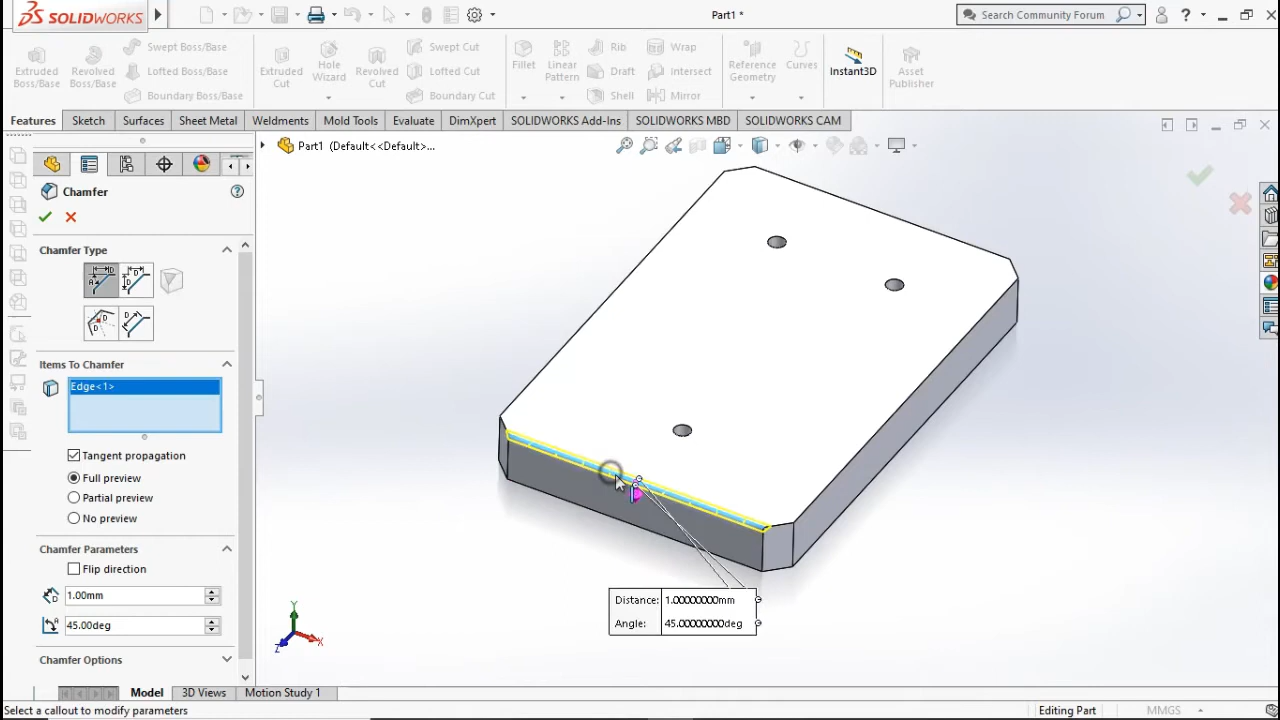 SOLIDWORKS
Part1 *
Search Community Forum
?
Extruded Boss/Base
Revolved Boss/Base
Swept Boss/Base
Lofted Boss/Base
Boundary Boss/Base
Extruded Cut
Hole Wizard
Revolved Cut
Swept Cut
Lofted Cut
Boundary Cut
Fillet
Linear Pattern
Rib
Draft
Shell
Wrap
Intersect
Mirror
Reference Geometry
Curves
Instant3D
Asset Publisher
Features
Sketch
Surfaces
Sheet Metal
Weldments
Mold Tools
Evaluate
DimXpert
SOLIDWORKS Add-Ins
SOLIDWORKS MBD
SOLIDWORKS CAM
Part1 (Default<<Default>...
Chamfer
?
Chamfer Type
Items To Chamfer
Edge<1>
Tangent propagation
Full preview
Partial preview
No preview
Chamfer Parameters
Flip direction
1.00mm
45.00deg
Chamfer Options
Distance: 1.00000000mm
Angle: 45.00000000deg
Y
X
Z
Model
3D Views
Motion Study 1
Select a callout to modify parameters
Editing Part
MMGS